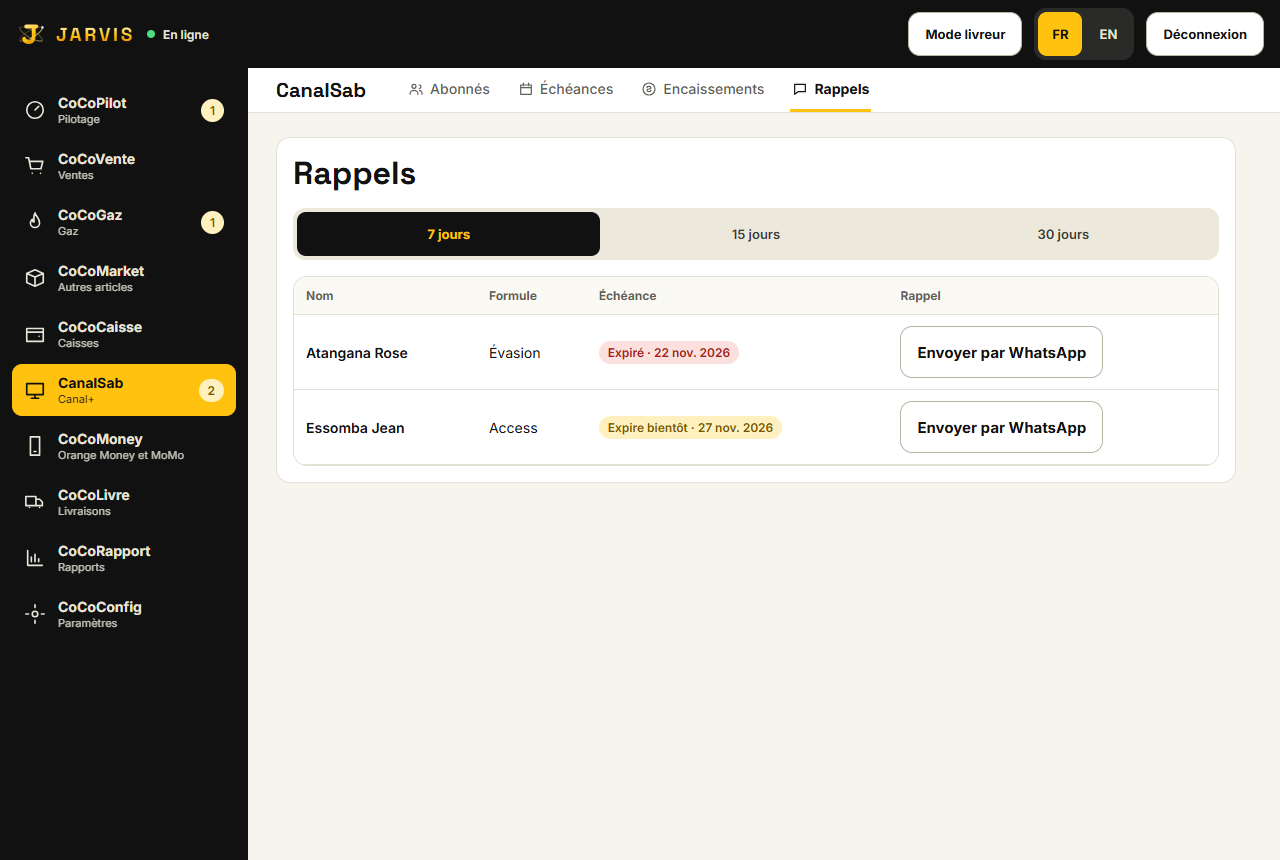 JARVIS
En ligne
Mode livreur
FR
EN
Déconnexion
CoCoPilot
Pilotage
1
CoCoVente
Ventes
CoCoGaz
Gaz
1
CoCoMarket
Autres articles
CoCoCaisse
Caisses
CanalSab
Canal+
2
CoCoMoney
Orange Money et MoMo
CoCoLivre
Livraisons
CoCoRapport
Rapports
CoCoConfig
Paramètres
CanalSab
Abonnés
Échéances
Encaissements
Rappels
Rappels
7 jours
15 jours
30 jours
Nom
Formule
Échéance
Rappel
Atangana Rose
Évasion
Expiré · 22 nov. 2026
Envoyer par WhatsApp
Essomba Jean
Access
Expire bientôt · 27 nov. 2026
Envoyer par WhatsApp